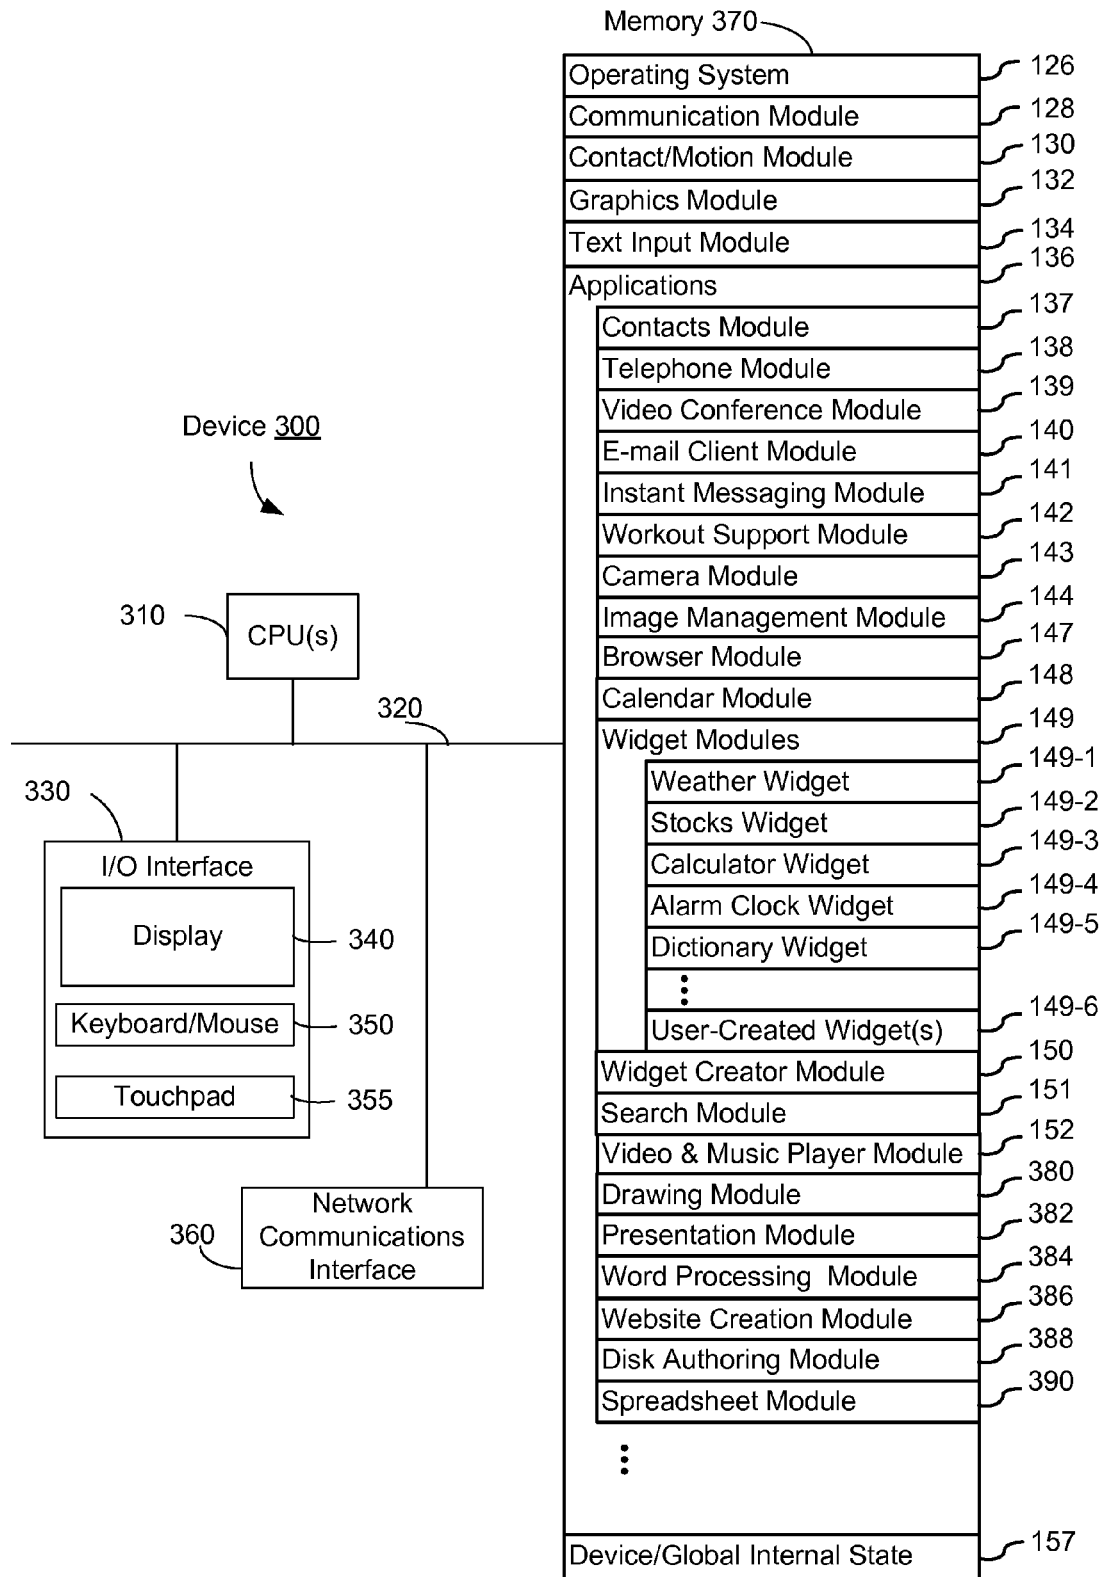 Memory 370
Operating System 126
Communication Module 128
Contact/Motion Module 130
Graphics Module 132
Text Input Module 134
Applications 136
Contacts Module 137
Telephone Module 138
Video Conference Module 139
E-mail Client Module 140
Instant Messaging Module 141
Workout Support Module 142
Camera Module 143
Image Management Module 144
Browser Module 147
Calendar Module 148
Widget Modules 149
Weather Widget 149-1
Stocks Widget 149-2
Calculator Widget 149-3
Alarm Clock Widget 149-4
Dictionary Widget 149-5
User-Created Widget(s) 149-6
Widget Creator Module 150
Search Module 151
Video & Music Player Module 152
Drawing Module 380
Presentation Module 382
Word Processing Module 384
Website Creation Module 386
Disk Authoring Module 388
Spreadsheet Module 390
Device/Global Internal State 157
Device 300
310
CPU(s)
320
330
I/O Interface
Display 340
Keyboard/Mouse 350
Touchpad 355
360
Network
Communications
Interface